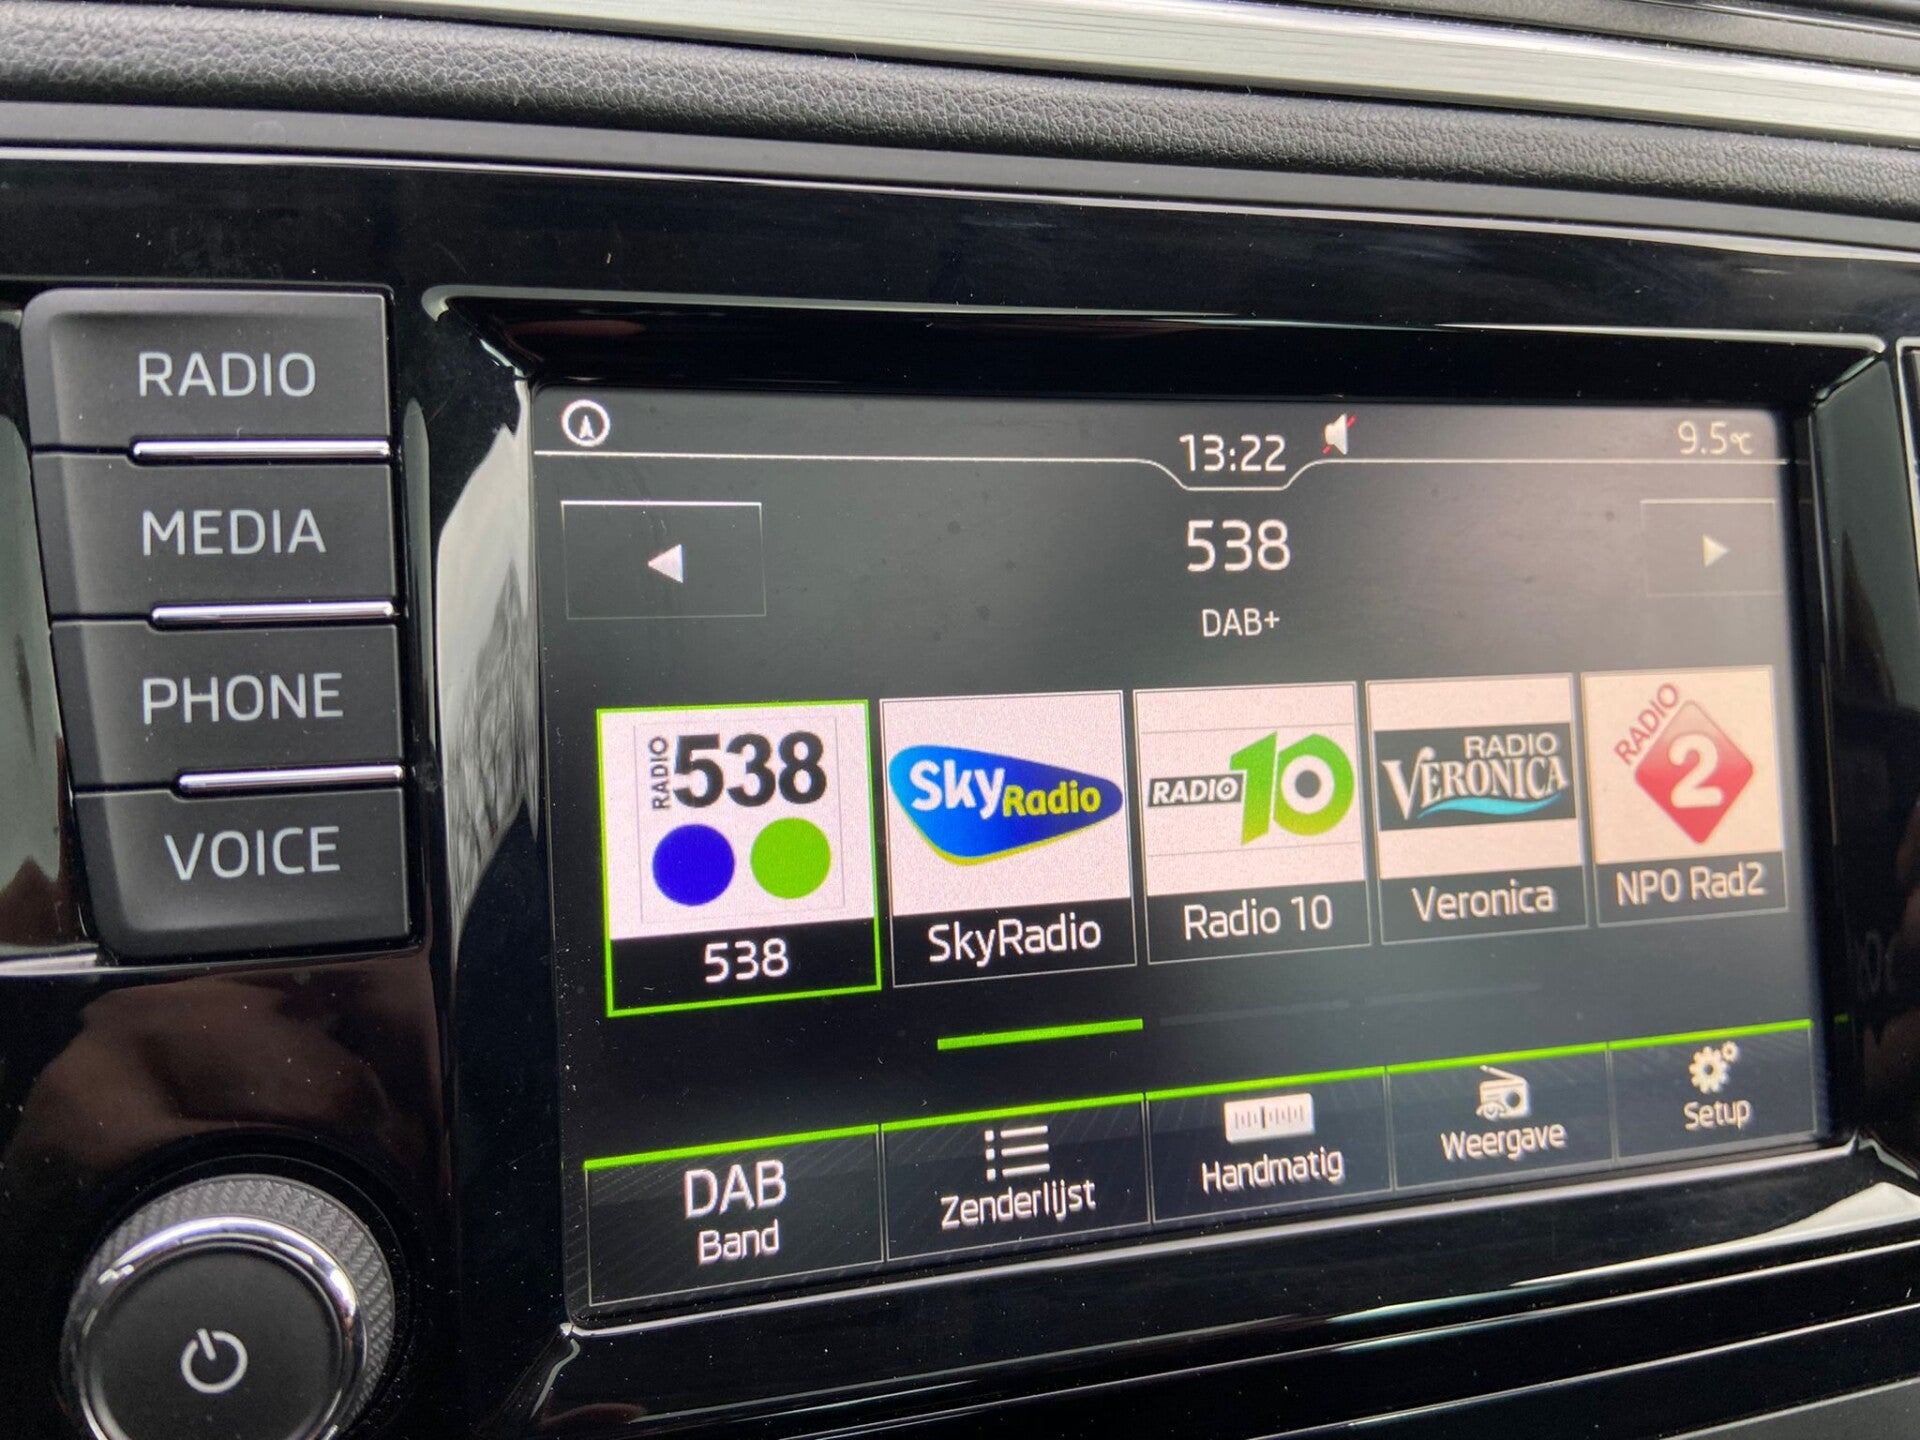 RADIO
MEDIA
PHONE
VOICE
13:22
9.5°C
538
DAB+
RADIO 538
538
Sky Radio
SkyRadio
RADIO 10
Radio 10
RADIO
VERONICA
Veronica
RADIO
2
NPO Rad2
DAB
Band
Zenderlijst
Handmatig
Weergave
Setup